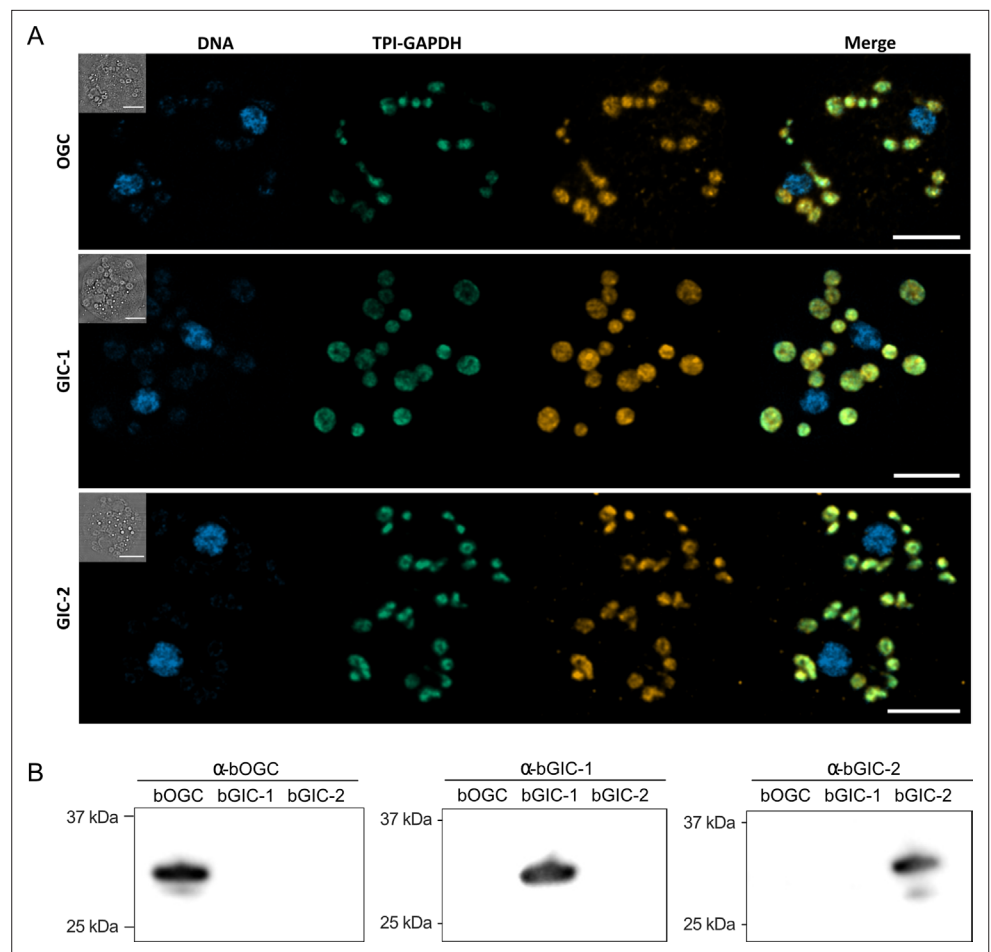 A
DNA TPI-GAPDH Merge
OGC
GIC-1
GIC-2
B
α-bOGC α-bGIC-1 α-bGIC-2
bOGC bGIC-1 bGIC-2 bOGC bGIC-1 bGIC-2 bOGC bGIC-1 bGIC-2
37 kDa 37 kDa 37 kDa
25 kDa 25 kDa 25 kDa